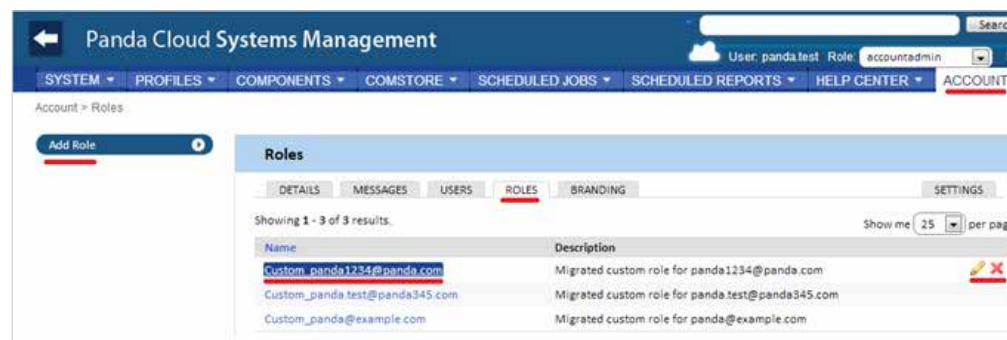 Panda Cloud Systems Management
Searc
User: panda.test Role: accountadmin
SYSTEM PROFILES COMPONENTS COMSTORE SCHEDULED JOBS SCHEDULED REPORTS HELP CENTER ACCOUNT
Account > Roles
Add Role
Roles
DETAILS MESSAGES USERS ROLES BRANDING SETTINGS
Showing 1 - 3 of 3 results.
Show me 25 per pag
Name Description
Custom_panda1234@panda.com Migrated custom role for panda1234@panda.com
Custom_panda.test@panda345.com Migrated custom role for panda.test@panda345.com
Custom_panda@example.com Migrated custom role for panda@example.com